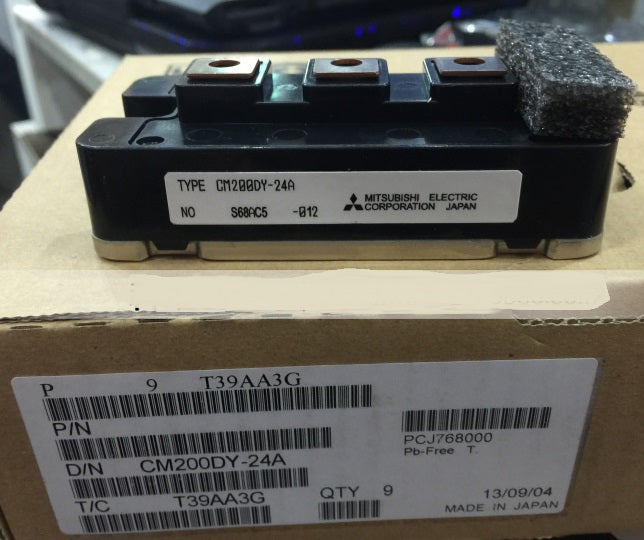 TYPE CM200DY-24A
NO S68AC5 -012
MITSUBISHI ELECTRIC
CORPORATION JAPAN
P 9 T39AA3G
P/N
D/N CM200DY-24A
T/C T39AA3G QTY 9
PCJ768000
Pb-Free T.
13/09/04
MADE IN JAPAN